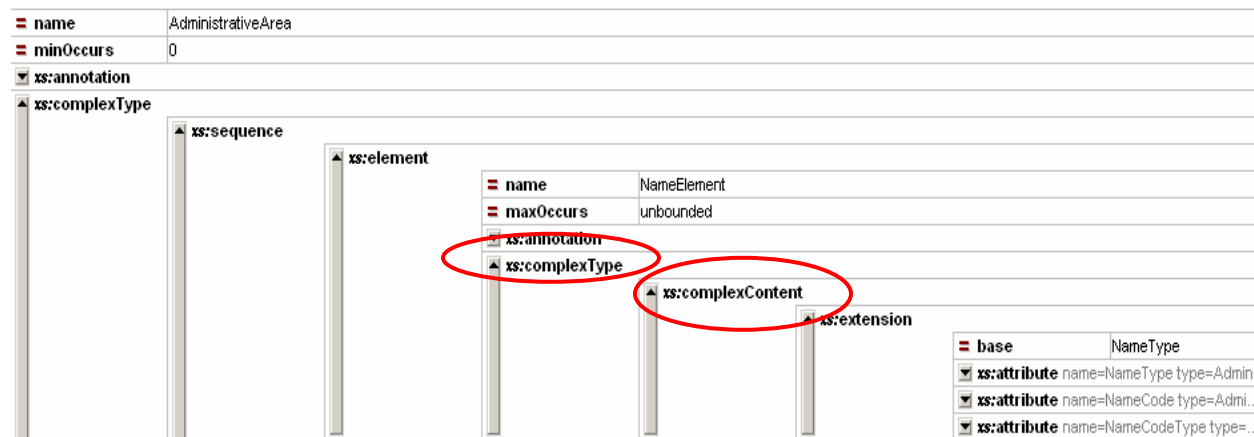 = name AdministrativeArea
= minOccurs 0
xs:annotation
xs:complexType
xs:sequence
xs:element
= name NameElement
= maxOccurs unbounded
xs:annotation
xs:complexType
xs:complexContent
xs:extension
= base NameType
xs:attribute name=NameType type=Admin
xs:attribute name=NameCode type=Admi...
xs:attribute name=NameCodeType type=...